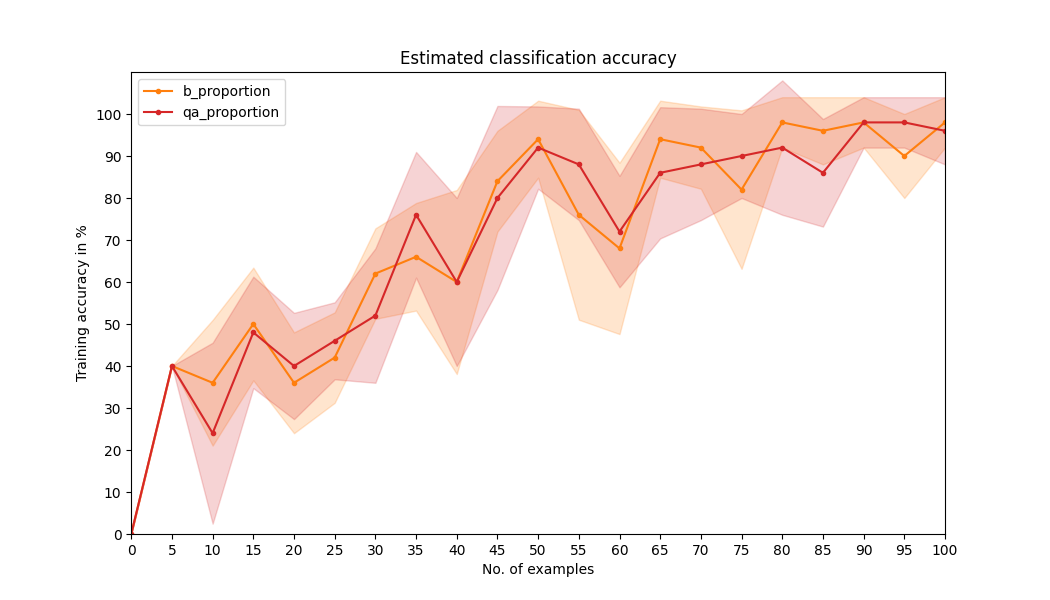 Estimated classification accuracy
b_proportion
qa_proportion
Training accuracy in %
100
90
80
70
60
50
40
30
20
10
0
0 5 10 15 20 25 30 35 40 45 50 55 60 65 70 75 80 85 90 95 100
No. of examples